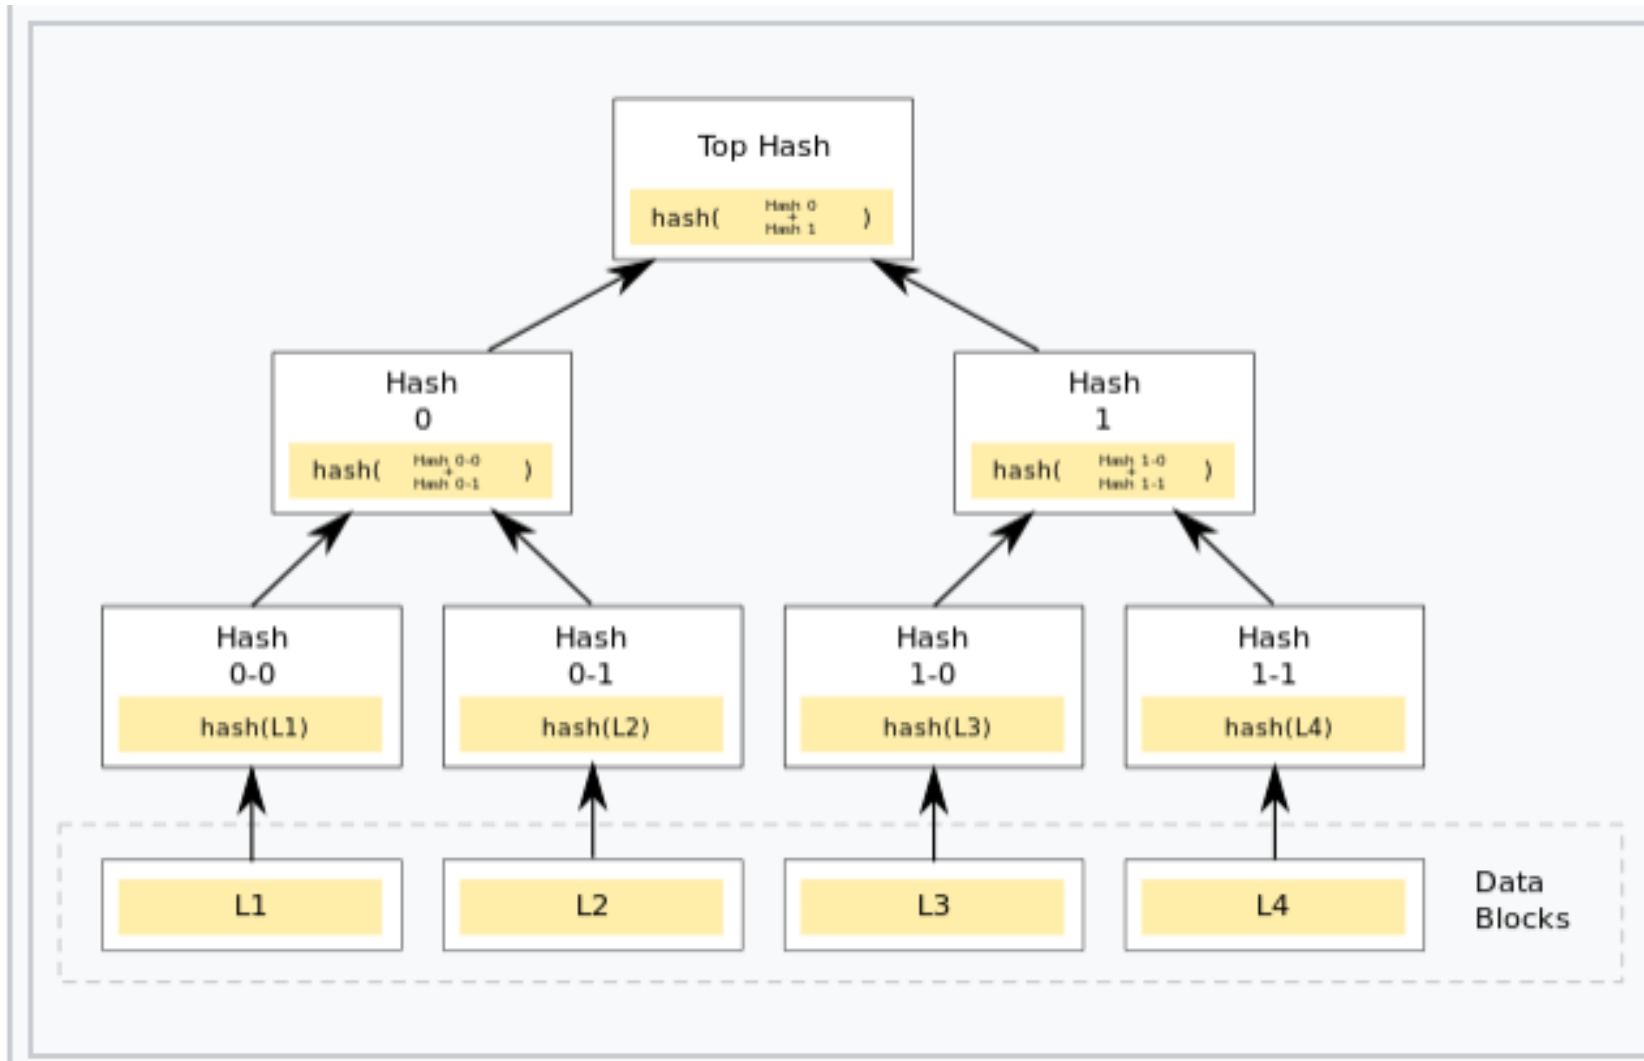 Top Hash
hash( Hash 0 + Hash 1 )
Hash
0
hash( Hash 0-0 + Hash 0-1 )
Hash
1
hash( Hash 1-0 + Hash 1-1 )
Hash
0-0
hash(L1)
Hash
0-1
hash(L2)
Hash
1-0
hash(L3)
Hash
1-1
hash(L4)
L1
L2
L3
L4
Data
Blocks